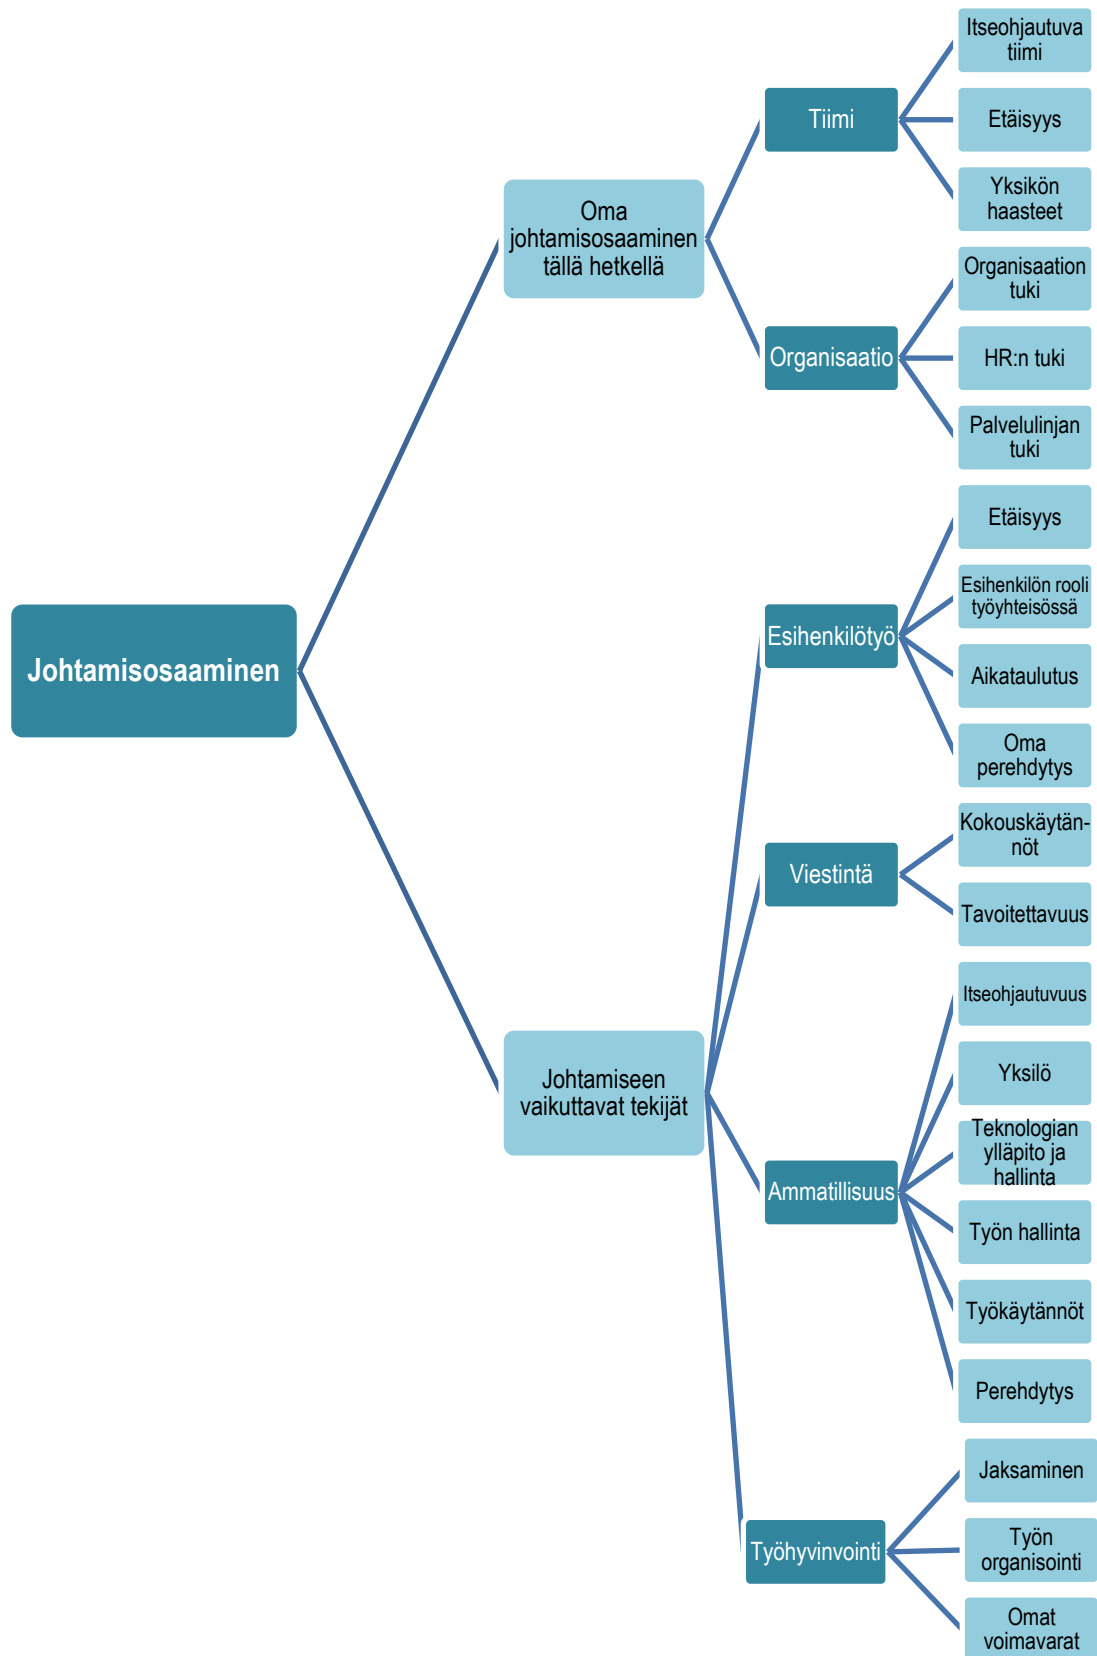 Johtamisosaaminen
Oma
johtamisosaaminen
tällä hetkellä
Tiimi
Itseohjautuva
tiimi
Etäisyys
Yksikön
haasteet
Organisaatio
Organisaation
tuki
HR:n tuki
Palvelulinjan
tuki
Johtamiseen
vaikuttavat tekijät
Esihenkilötyö
Etäisyys
Esihenkilön rooli
työyhteisössä
Aikataulutus
Oma
perehdytys
Viestintä
Kokouskäytän-
nöt
Tavoitettavuus
Ammatillisuus
Itseohjautuvuus
Yksilö
Teknologian
ylläpito ja
hallinta
Työn hallinta
Työkäytännöt
Perehdytys
Työhyvinvointi
Jaksaminen
Työn
organisointi
Omat
voimavarat